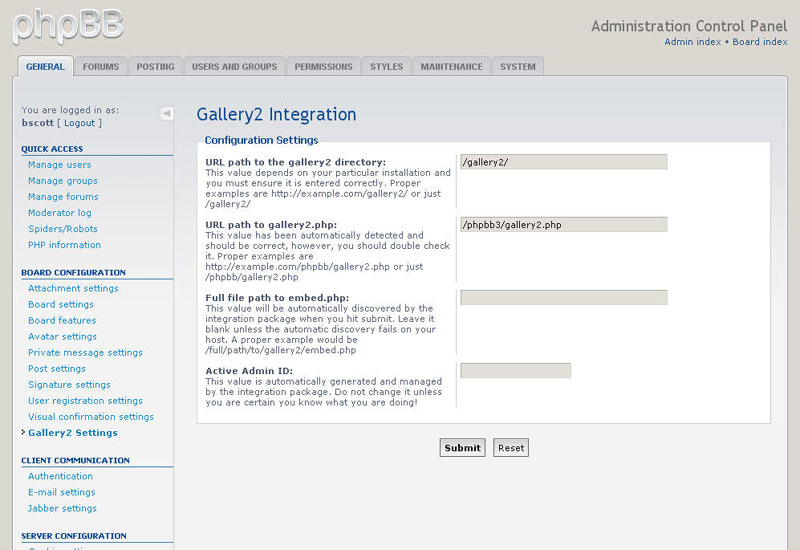 phpBB
Administration Control Panel
Admin index • Board index
GENERAL
FORUMS
POSTING
USERS AND GROUPS
PERMISSIONS
STYLES
MAINTENANCE
SYSTEM
You are logged in as:
bscott [ Logout ]
QUICK ACCESS
Manage users
Manage groups
Manage forums
Moderator log
Spiders/Robots
PHP information
BOARD CONFIGURATION
Attachment settings
Board settings
Board features
Avatar settings
Private message settings
Post settings
Signature settings
User registration settings
Visual confirmation settings
Gallery2 Settings
CLIENT COMMUNICATION
Authentication
E-mail settings
Jabber settings
SERVER CONFIGURATION
Gallery2 Integration
Configuration Settings
URL path to the gallery2 directory:
This value depends on your particular installation and
you must ensure it is entered correctly. Proper
examples are http://example.com/gallery2/ or just
/gallery2/
/gallery2/
URL path to gallery2.php:
This value has been automatically detected and
should be correct, however, you should double check
it. Proper examples are
http://example.com/phpbb/gallery2.php or just
/phpbb/gallery2.php
/phpbb3/gallery2.php
Full file path to embed.php:
This value will be automatically discovered by the
integration package when you hit submit. Leave it
blank unless the automatic discovery fails on your
host. A proper example would be
/full/path/to/gallery2/embed.php
Active Admin ID:
This value is automatically generated and managed
by the integration package. Do not change it unless
you are certain you know what you are doing!
Submit
Reset